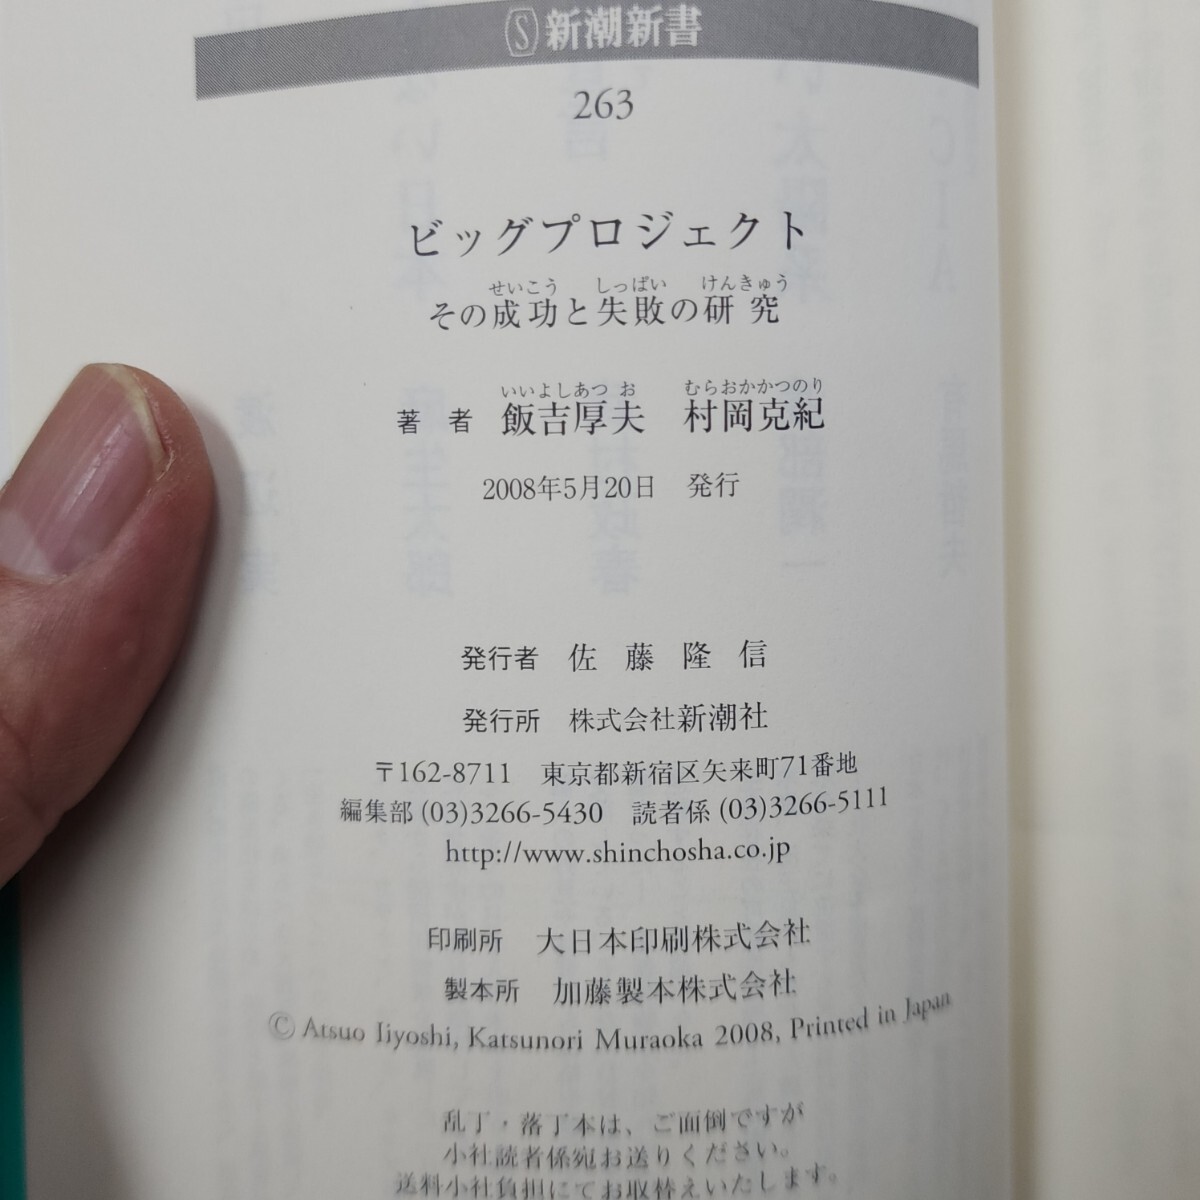 S 新潮新書
263
ビッグプロジェクト
せいこう しっぱい けんきゅう
その成功と失敗の研究
いいよしあつお むらおかかつのり
著者 飯吉厚夫 村岡克紀
2008年5月20日 発行
発行者 佐藤隆信
発行所 株式会社新潮社
〒162-8711 東京都新宿区矢来町71番地
編集部(03)3266-5430 読者係(03)3266-5111
http://www.shinchosha.co.jp
印刷所 大日本印刷株式会社
製本所 加藤製本株式会社
© Atsuo Iiyoshi, Katsunori Muraoka 2008, Printed in Japan
乱丁・落丁本は、ご面倒ですが
小社読者係宛お送りください。
送料小社負担にてお取替えいたします。